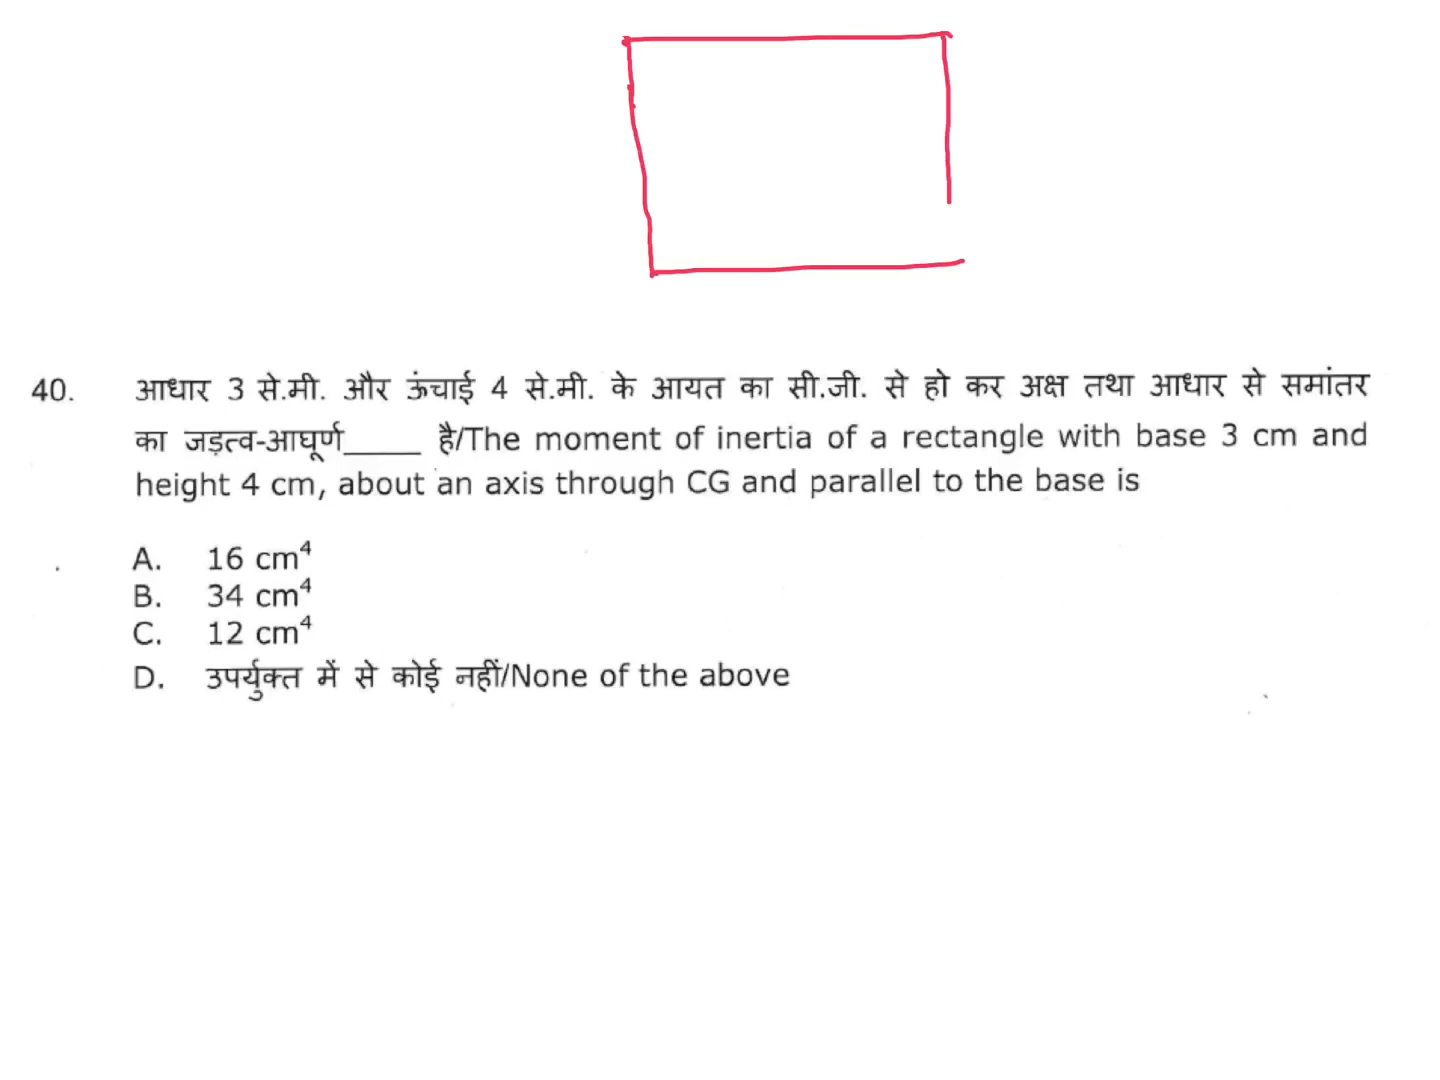 40. आधार 3 से.मी. और ऊंचाई 4 से.मी. के आयत का सी.जी. से हो कर अक्ष तथा आधार से समांतर
का जड़त्व-आघूर्ण_____ है/The moment of inertia of a rectangle with base 3 cm and
height 4 cm, about an axis through CG and parallel to the base is
A. 16 cm⁴
B. 34 cm⁴
C. 12 cm⁴
D. उपर्युक्त में से कोई नहीं/None of the above